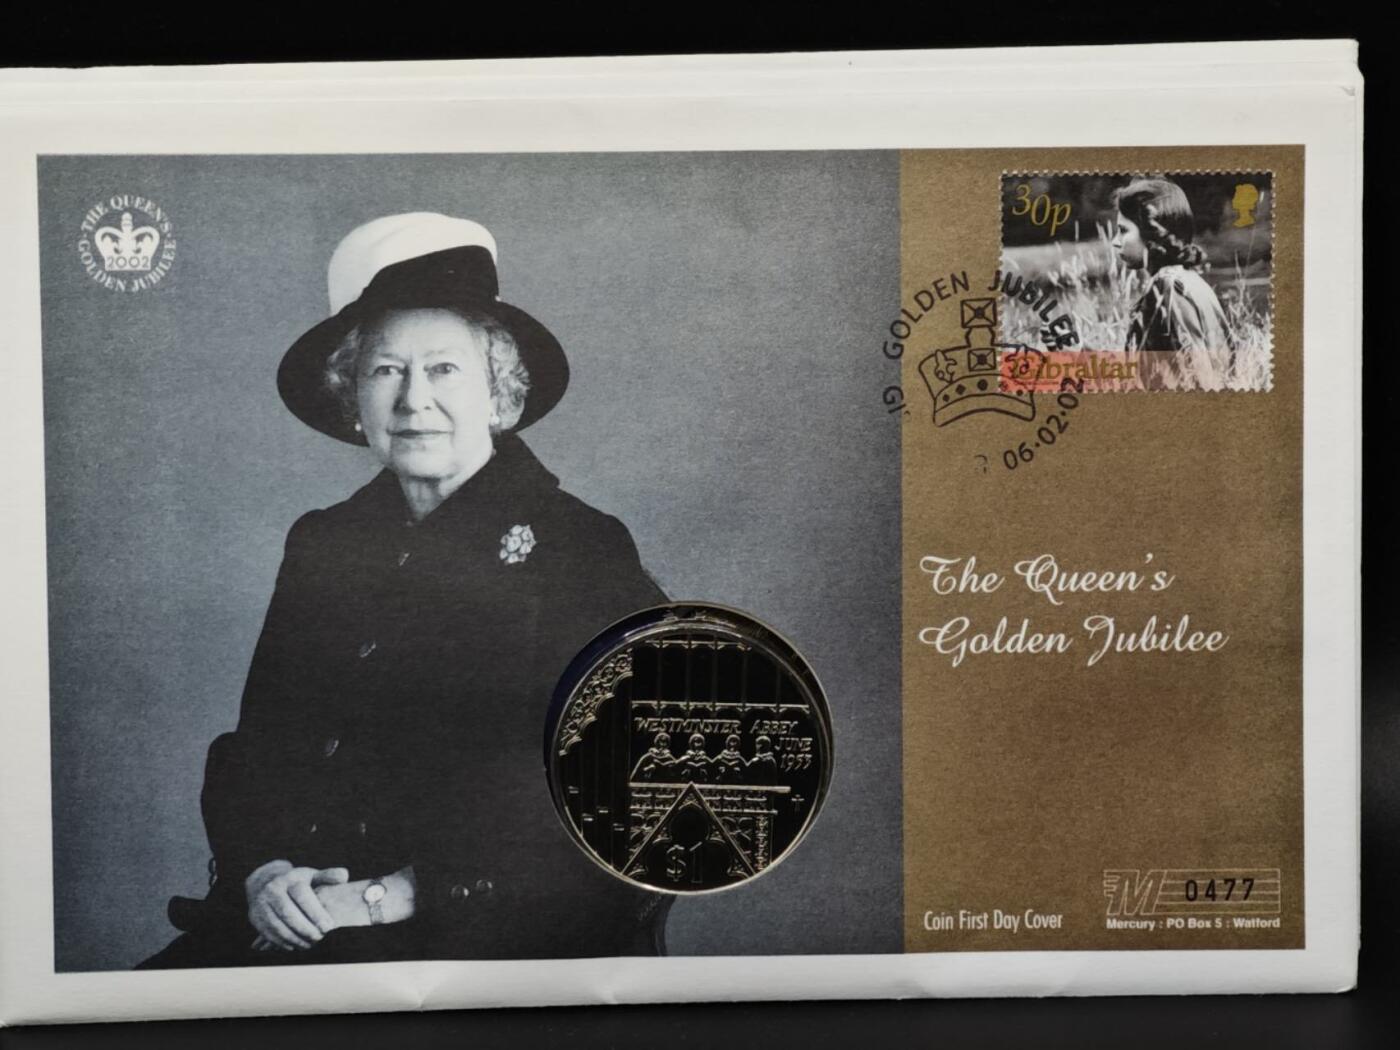 THE QUEEN'S
GOLDEN JUBILEE
2002
30p
Gibraltar
GOLDEN JUBILEE
06·02·02
The Queen's
Golden Jubilee
WESTMINSTER ABBEY
JUNE
1953
$1
Coin First Day Cover
M
0477
Mercury : PO Box 5 : Watford